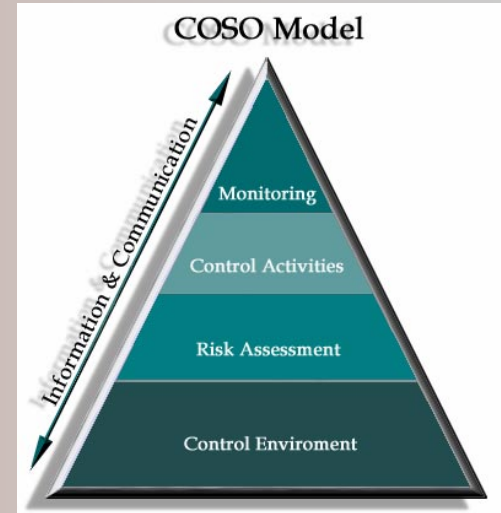 COSO Model
Information & Communication
Monitoring
Control Activities
Risk Assessment
Control Enviroment